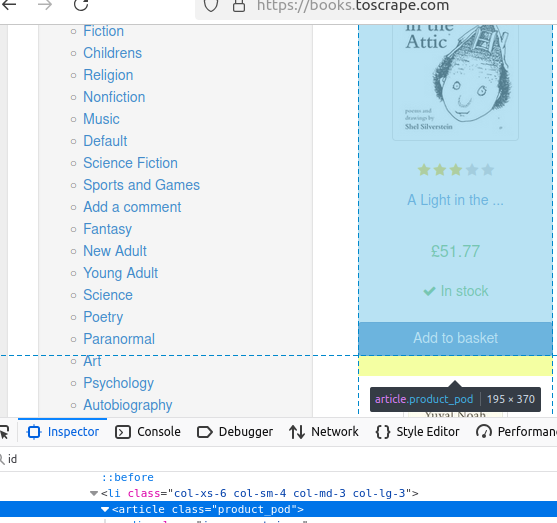 https://books.toscrape.com
Fiction
Childrens
Religion
Nonfiction
Music
Default
Science Fiction
Sports and Games
Add a comment
Fantasy
New Adult
Young Adult
Science
Poetry
Paranormal
Art
Psychology
Autobiography
in the
Attic
poems and
drawings by
Shel Silverstein
A Light in the ...
£51.77
In stock
Add to basket
article.product_pod | 195 × 370
Yuval Noah
Inspector Console Debugger Network Style Editor Performan
id
::before
<li class="col-xs-6 col-sm-4 col-md-3 col-lg-3">
<article class="product_pod">